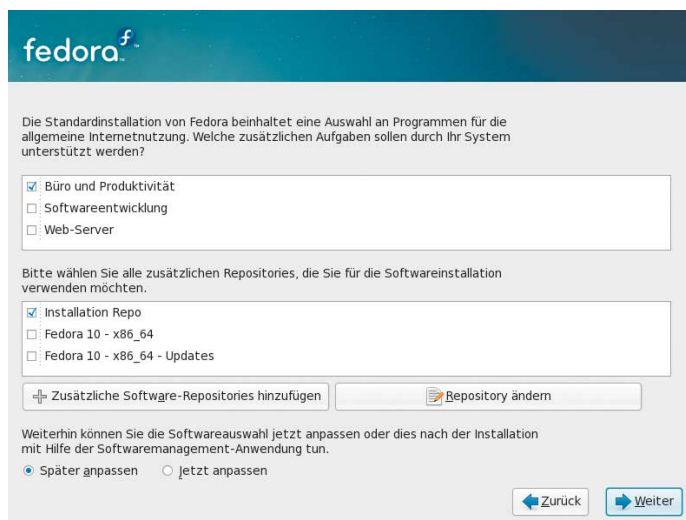 fedora
Die Standardinstallation von Fedora beinhaltet eine Auswahl an Programmen für die
allgemeine Internetnutzung. Welche zusätzlichen Aufgaben sollen durch Ihr System
unterstützt werden?
Büro und Produktivität
Softwareentwicklung
Web-Server
Bitte wählen Sie alle zusätzlichen Repositories, die Sie für die Softwareinstallation
verwenden möchten.
Installation Repo
Fedora 10 - x86_64
Fedora 10 - x86_64 - Updates
Zusätzliche Software-Repositories hinzufügen
Repository ändern
Weiterhin können Sie die Softwareauswahl jetzt anpassen oder dies nach der Installation
mit Hilfe der Softwaremanagement-Anwendung tun.
Später anpassen
Jetzt anpassen
Zurück
Weiter